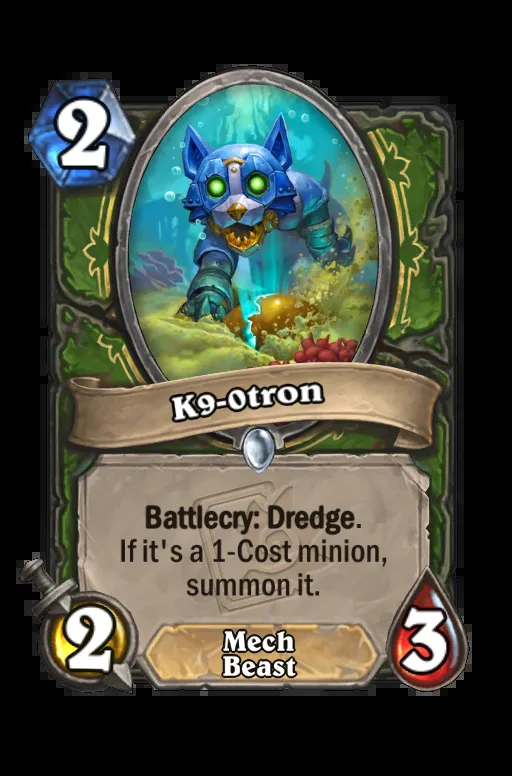 2
K9-0tron
Battlecry: Dredge.
If it's a 1-Cost minion,
summon it.
2
Mech
Beast
3